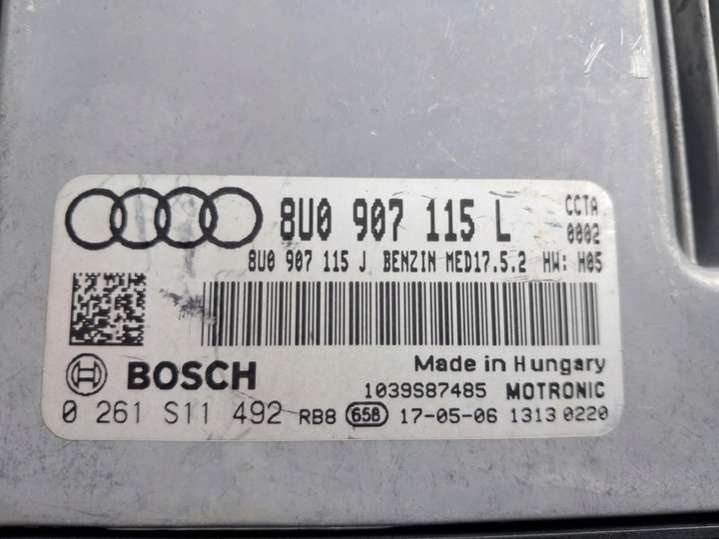 8U0 907 115 L
CCTA
0002
8U0 907 115 J BENZIN MED17.5.2 HW: H05
BOSCH
Made in Hungary
1039S87485 MOTRONIC
0 261 S11 492 RB8 658 17-05-06 1313 0220